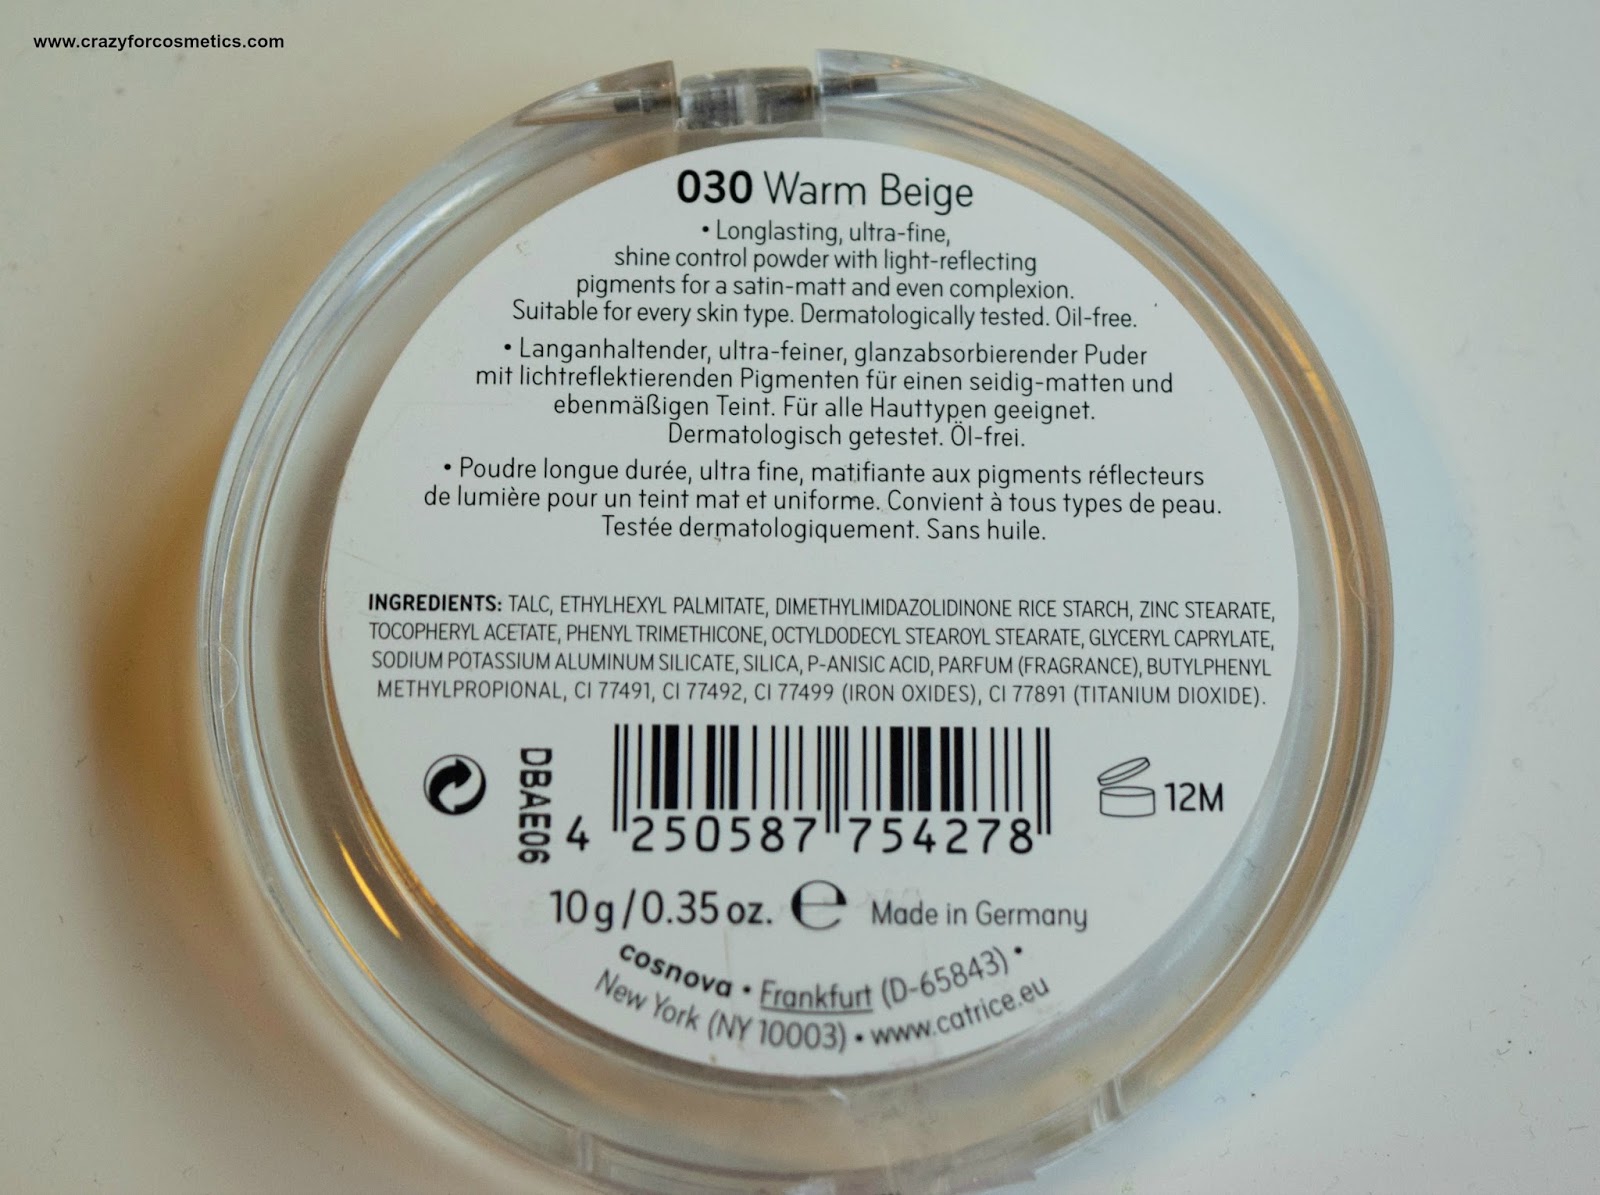 www.crazyforcosmetics.com
030 Warm Beige
• Longlasting, ultra-fine,
shine control powder with light-reflecting
pigments for a satin-matt and even complexion.
Suitable for every skin type. Dermatologically tested. Oil-free.
• Langanhaltender, ultra-feiner, glanzabsorbierender Puder
mit lichtreflektierenden Pigmenten für einen seidig-matten und
ebenmäßigen Teint. Für alle Hauttypen geeignet.
Dermatologisch getestet. Öl-frei.
• Poudre longue durée, ultra fine, matifiante aux pigments réflecteurs
de lumière pour un teint mat et uniforme. Convient à tous types de peau.
Testée dermatologiquement. Sans huile.
INGREDIENTS: TALC, ETHYLHEXYL PALMITATE, DIMETHYLIMIDAZOLIDINONE RICE STARCH, ZINC STEARATE,
TOCOPHERYL ACETATE, PHENYL TRIMETHICONE, OCTYLDODECYL STEAROYL STEARATE, GLYCERYL CAPRYLATE,
SODIUM POTASSIUM ALUMINUM SILICATE, SILICA, P-ANISIC ACID, PARFUM (FRAGRANCE), BUTYLPHENYL
METHYLPROPIONAL, CI 77491, CI 77492, CI 77499 (IRON OXIDES), CI 77891 (TITANIUM DIOXIDE).
DBAE06
4 250587 754278
12M
10g/0.35oz. e Made in Germany
cosnova • Frankfurt (D-65843) •
New York (NY 10003) • www.catrice.eu